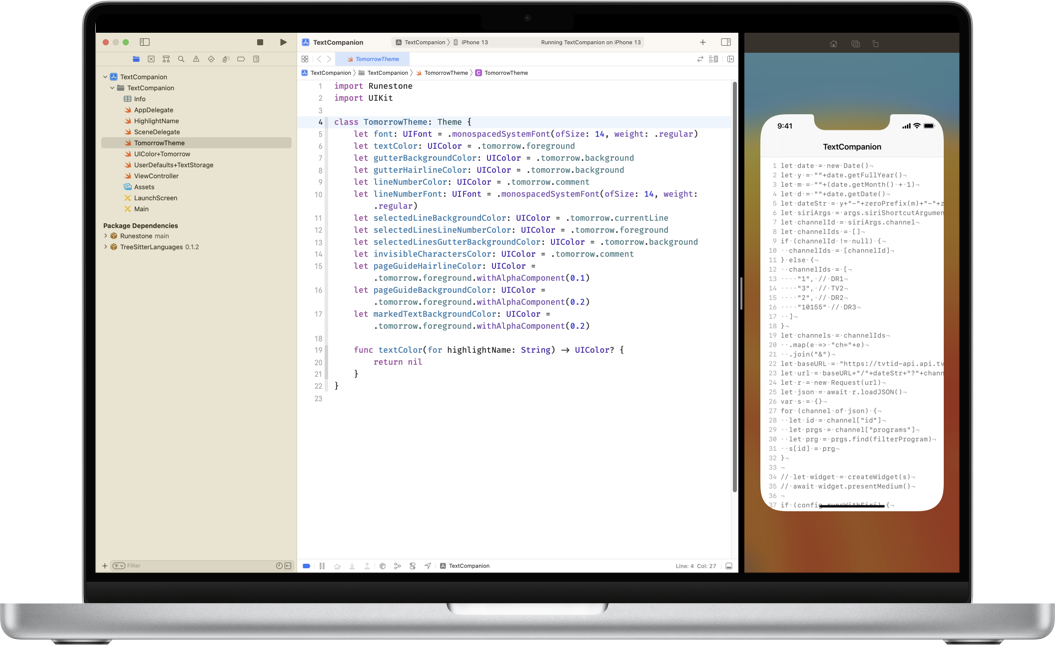 TextCompanion
TextCompanion
iPhone 13
Running TextCompanion on iPhone 13
TomorrowTheme
TextCompanion
TextCompanion
TomorrowTheme
TomorrowTheme
TextCompanion
TextCompanion
Info
AppDelegate
HighlightName
SceneDelegate
TomorrowTheme
UIColor+Tomorrow
UserDefaults+TextStorage
ViewController
Assets
LaunchScreen
Main
Package Dependencies
Runestone main
TreeSitterLanguages 0.1.2
Filter
1 import Runestone
2 import UIKit
3
4 class TomorrowTheme: Theme {
5 let font: UIFont = .monospacedSystemFont(ofSize: 14, weight: .regular)
6 let textColor: UIColor = .tomorrow.foreground
7 let gutterBackgroundColor: UIColor = .tomorrow.background
8 let gutterHairlineColor: UIColor = .tomorrow.background
9 let lineNumberColor: UIColor = .tomorrow.comment
10 let lineNumberFont: UIFont = .monospacedSystemFont(ofSize: 14, weight:
.regular)
11 let selectedLineBackgroundColor: UIColor = .tomorrow.currentLine
12 let selectedLinesLineNumberColor: UIColor = .tomorrow.foreground
13 let selectedLinesGutterBackgroundColor: UIColor = .tomorrow.background
14 let invisibleCharactersColor: UIColor = .tomorrow.comment
15 let pageGuideHairlineColor: UIColor =
.tomorrow.foreground.withAlphaComponent(0.1)
16 let pageGuideBackgroundColor: UIColor =
.tomorrow.foreground.withAlphaComponent(0.2)
17 let markedTextBackgroundColor: UIColor =
.tomorrow.foreground.withAlphaComponent(0.2)
18
19 func textColor(for highlightName: String) -> UIColor? {
20 return nil
21 }
22 }
23
TextCompanion
Line: 4 Col: 27
9:41
TextCompanion
1 let·date·=·new·Date()¬
2 let·y·=·""+date.getFullYear()¬
3 let·m·=·""+(date.getMonth()·+·1)¬
4 let·d·=·""+date.getDate()¬
5 let·dateStr·=·y+"-"+zeroPrefix(m)+"-"+z
6 let·siriArgs·=·args.siriShortcutArgumen
7 let·channelId·=·siriArgs.channel¬
8 let·channelIds·=·[]¬
9 if·(channelId·!=·null)·{¬
10 ··channelIds·=·[channelId]¬
11 }·else·{¬
12 ··channelIds·=·[¬
13 ····"1",·//·DR1¬
14 ····"3",·//·TV2¬
15 ····"2",·//·DR2¬
16 ····"10155"·//·DR3¬
17 ··]¬
18 }¬
19 let·channels·=·channelIds¬
20 ··.map(e·=>·"ch="+e)¬
21 ··.join("&")¬
22 let·baseURL·=·"https://tvtid-api.api.tv
23 let·url·=·baseURL+"/"+dateStr+"?"+chann
24 let·r·=·new·Request(url)¬
25 let·json·=·await·r.loadJSON()¬
26 var·s·=·{}¬
27 for·(channel·of·json)·{¬
28 ··let·id·=·channel["id"]¬
29 ··let·prgs·=·channel["programs"]¬
30 ··let·prg·=·prgs.find(filterProgram)¬
31 ··s[id]·=·prg¬
32 }¬
33 ¬
34 //·let·widget·=·createWidget(s)¬
35 //·await·widget.presentMedium()¬
36 ¬
37 if·(config.runsWithSiri)·{¬